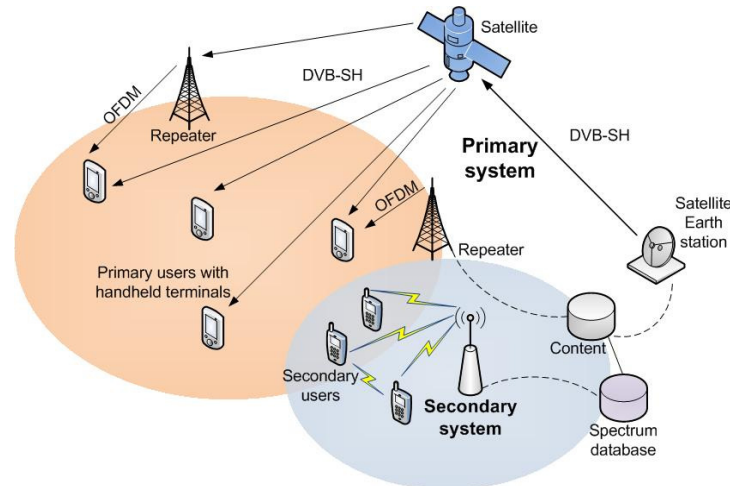 Satellite
DVB-SH
OFDM
Repeater
DVB-SH
Primary
system
OFDM
Satellite
Earth
station
Repeater
Primary users with
handheld terminals
Content
Secondary
users
Secondary
system
Spectrum
database